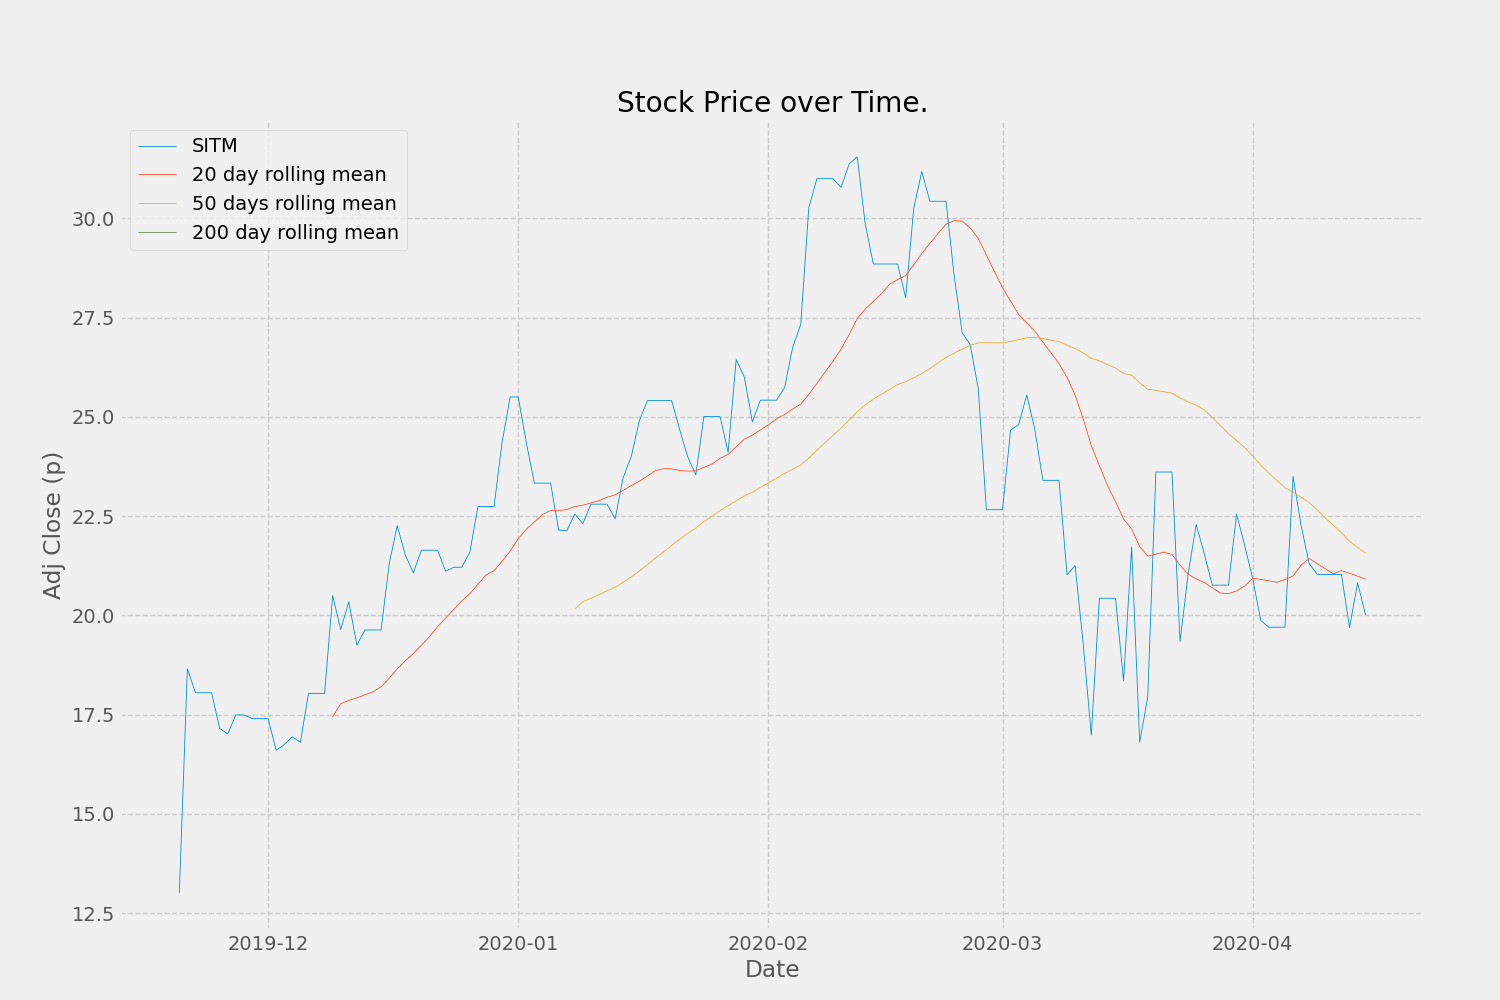 Stock Price over Time.
SITM
20 day rolling mean
50 days rolling mean
200 day rolling mean
Adj Close (p)
30.0
27.5
25.0
22.5
20.0
17.5
15.0
12.5
2019-12 2020-01 2020-02 2020-03 2020-04
Date